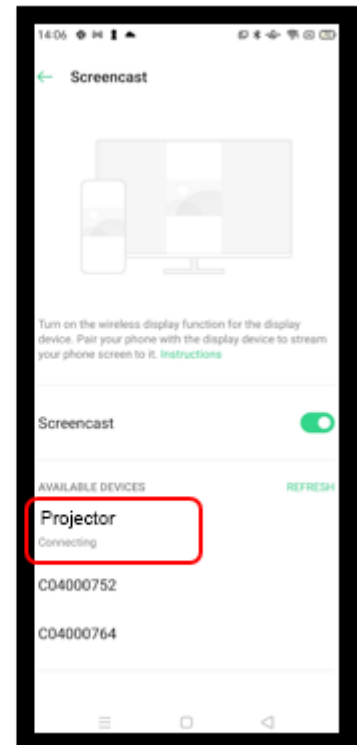 14:06
Screencast
Turn on the wireless display function for the display
device. Pair your phone with the display device to stream
your phone screen to it. Instructions
Screencast
AVAILABLE DEVICES REFRESH
Projector
Connecting
C04000752
C04000764